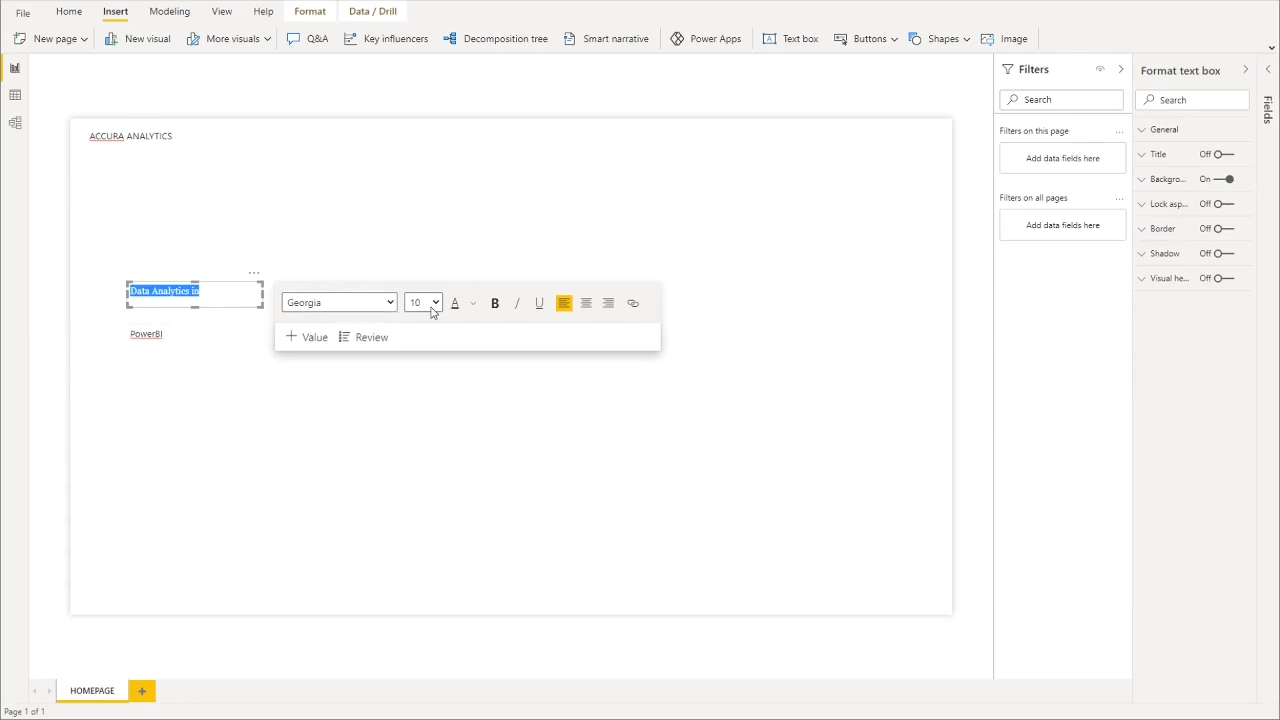 File Home Insert Modeling View Help Format Data / Drill
New page New visual More visuals Q&A Key influencers Decomposition tree Smart narrative Power Apps Text box Buttons Shapes Image
Filters
Search
Filters on this page ...
Add data fields here
Filters on all pages ...
Add data fields here
Format text box
Search
General
Title Off
Backgro... On
Lock asp... Off
Border Off
Shadow Off
Visual he... Off
Fields
ACCURA ANALYTICS
...
Data Analytics in
Georgia 10 A B / U
+ Value Review
PowerBI
HOMEPAGE +
Page 1 of 1